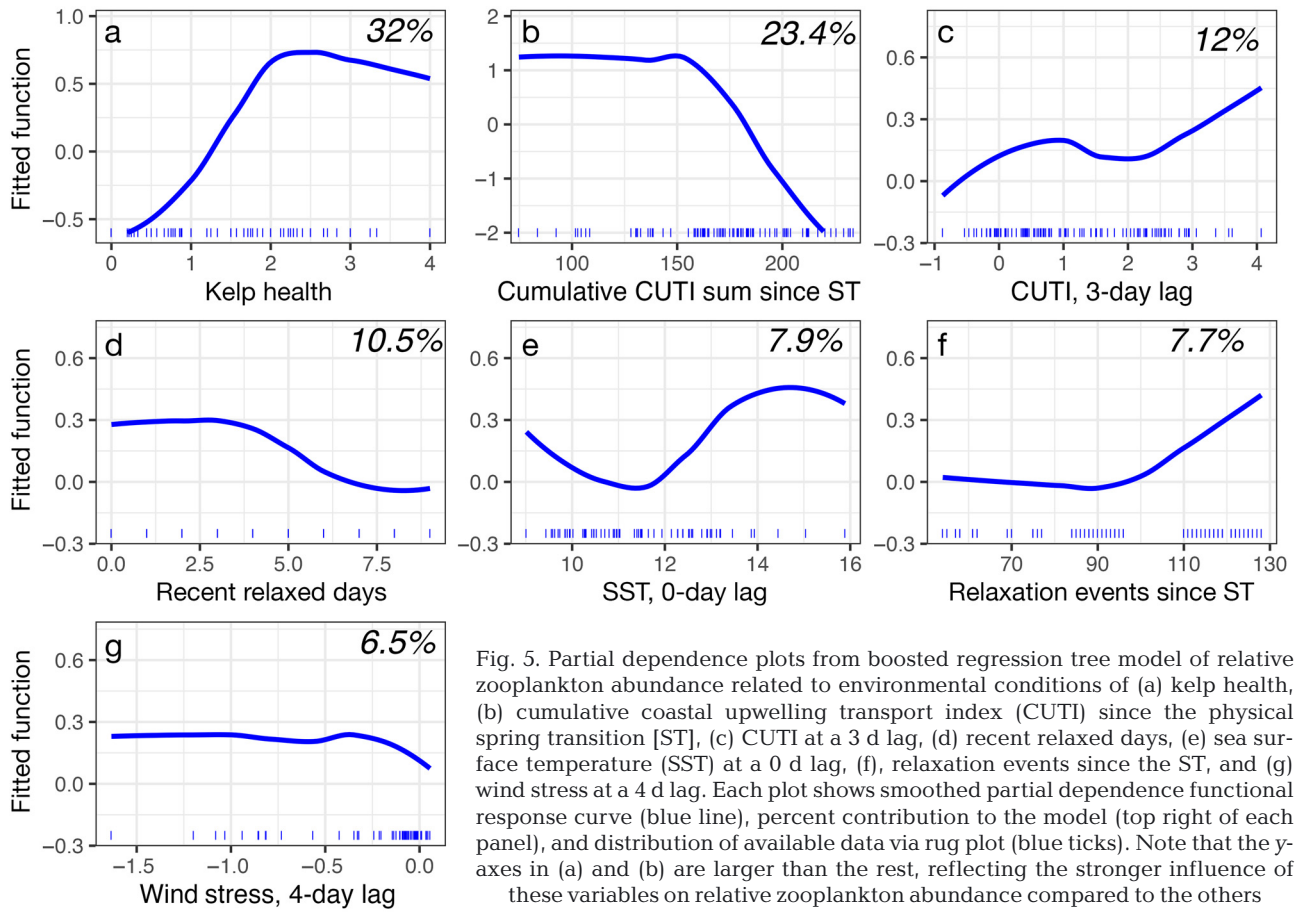 a
32%
1.0
0.5
0.0
−0.5
Fitted function
0
1
2
3
4
Kelp health
b
23.4%
2
1
0
−1
−2
100
150
200
Cumulative CUTI sum since ST
c
12%
0.6
0.3
0.0
−0.3
−1
0
1
2
3
4
CUTI, 3-day lag
d
10.5%
0.6
0.3
0.0
−0.3
Fitted function
0.0
2.5
5.0
7.5
Recent relaxed days
e
7.9%
0.6
0.3
0.0
−0.3
10
12
14
16
SST, 0-day lag
f
7.7%
0.6
0.3
0.0
−0.3
50
70
90
110
130
Relaxation events since ST
g
6.5%
0.6
0.3
0.0
−0.3
Fitted function
−1.5
−1.0
−0.5
0.0
Wind stress, 4-day lag
Fig. 5. Partial dependence plots from boosted regression tree model of relative
zooplankton abundance related to environmental conditions of (a) kelp health,
(b) cumulative coastal upwelling transport index (CUTI) since the physical
spring transition [ST], (c) CUTI at a 3 d lag, (d) recent relaxed days, (e) sea sur-
face temperature (SST) at a 0 d lag, (f), relaxation events since the ST, and (g)
wind stress at a 4 d lag. Each plot shows smoothed partial dependence functional
response curve (blue line), percent contribution to the model (top right of each
panel), and distribution of available data via rug plot (blue ticks). Note that the y-
axes in (a) and (b) are larger than the rest, reflecting the stronger influence of
these variables on relative zooplankton abundance compared to the others